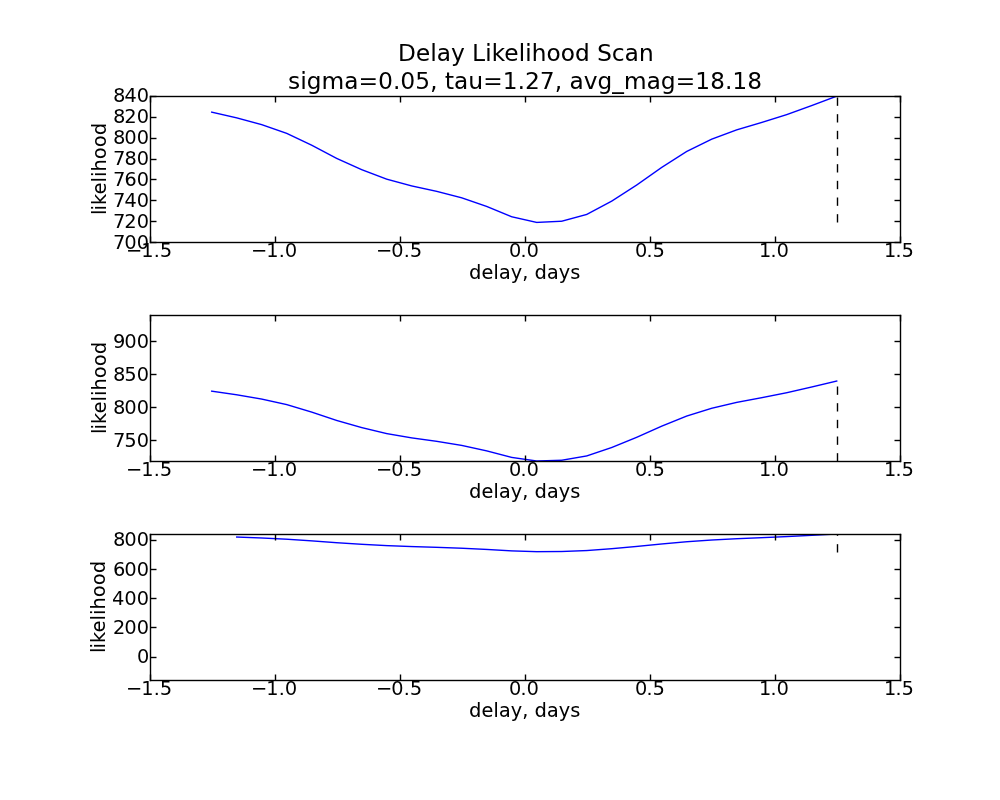 Delay Likelihood Scan
sigma=0.05, tau=1.27, avg_mag=18.18
840
820
800
780
760
740
720
700
likelihood
−1.5 −1.0 −0.5 0.0 0.5 1.0 1.5
delay, days
900
850
800
750
likelihood
−1.5 −1.0 −0.5 0.0 0.5 1.0 1.5
delay, days
800
600
400
200
0
likelihood
−1.5 −1.0 −0.5 0.0 0.5 1.0 1.5
delay, days